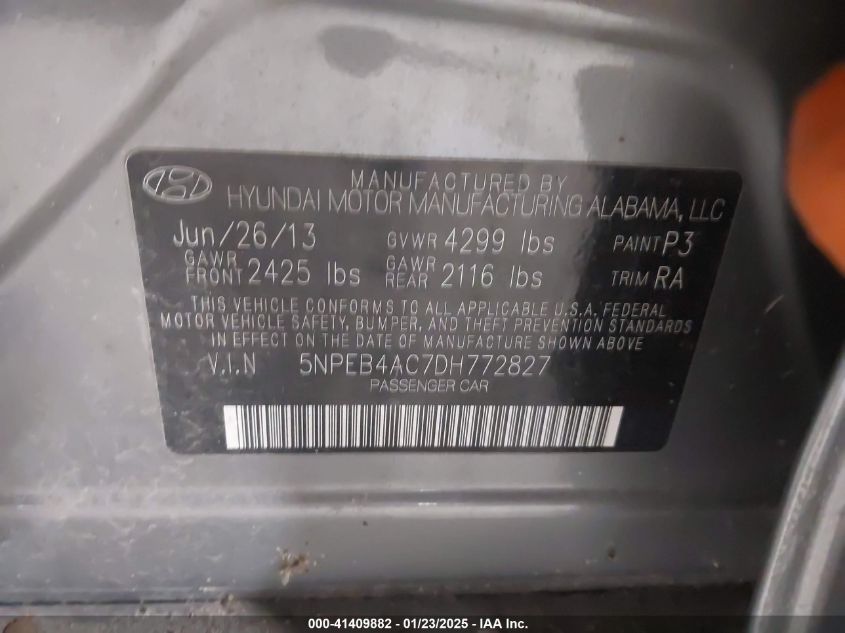 MANUFACTURED BY
HYUNDAI MOTOR MANUFACTURING ALABAMA, LLC
Jun/26/13 GVWR 4299 lbs PAINT P3
GAWR FRONT 2425 lbs GAWR REAR 2116 lbs TRIM RA
THIS VEHICLE CONFORMS TO ALL APPLICABLE U.S.A. FEDERAL
MOTOR VEHICLE SAFETY, BUMPER, AND THEFT PREVENTION STANDARDS
IN EFFECT ON THE DATE OF MANUFACTURE SHOWN ABOVE
V.I.N 5NPEB4AC7DH772827
PASSENGER CAR
000-41409882 - 01/23/2025 - IAA Inc.